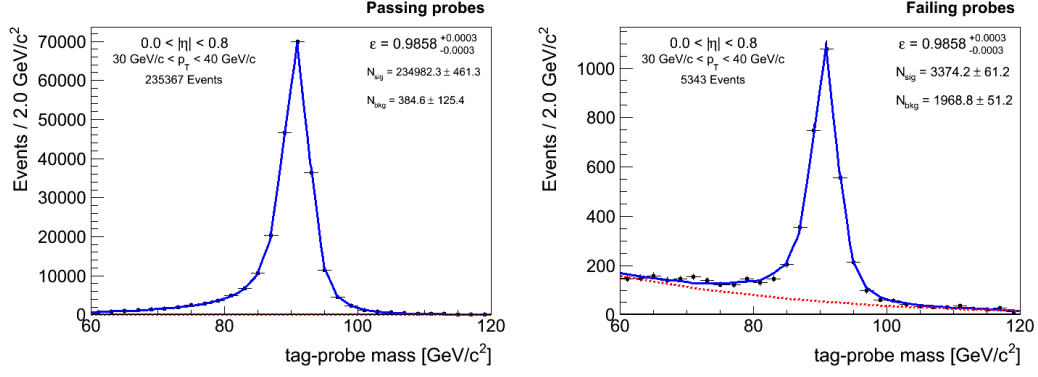 Passing probes
0.0 < |η| < 0.8
30 GeV/c < p_T < 40 GeV/c
235367 Events
ε = 0.9858 +0.0003 -0.0003
N_sig = 234982.3 ± 461.3
N_bkg = 384.6 ± 125.4
Events / 2.0 GeV/c²
70000
60000
50000
40000
30000
20000
10000
0
60 80 100 120
tag-probe mass [GeV/c²]
Failing probes
0.0 < |η| < 0.8
30 GeV/c < p_T < 40 GeV/c
5343 Events
ε = 0.9858 +0.0003 -0.0003
N_sig = 3374.2 ± 61.2
N_bkg = 1968.8 ± 51.2
Events / 2.0 GeV/c²
1000
800
600
400
200
0
60 80 100 120
tag-probe mass [GeV/c²]